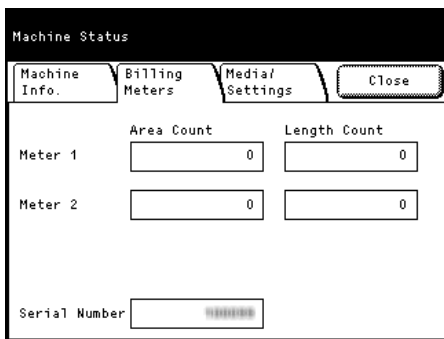 Machine Status
Machine Info.
Billing Meters
Media/ Settings
Close
Area Count Length Count
Meter 1 0 0
Meter 2 0 0
Serial Number